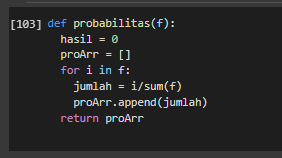 [103] def probabilitas(f):
hasil = 0
proArr = []
for i in f:
jumlah = i/sum(f)
proArr.append(jumlah)
return proArr